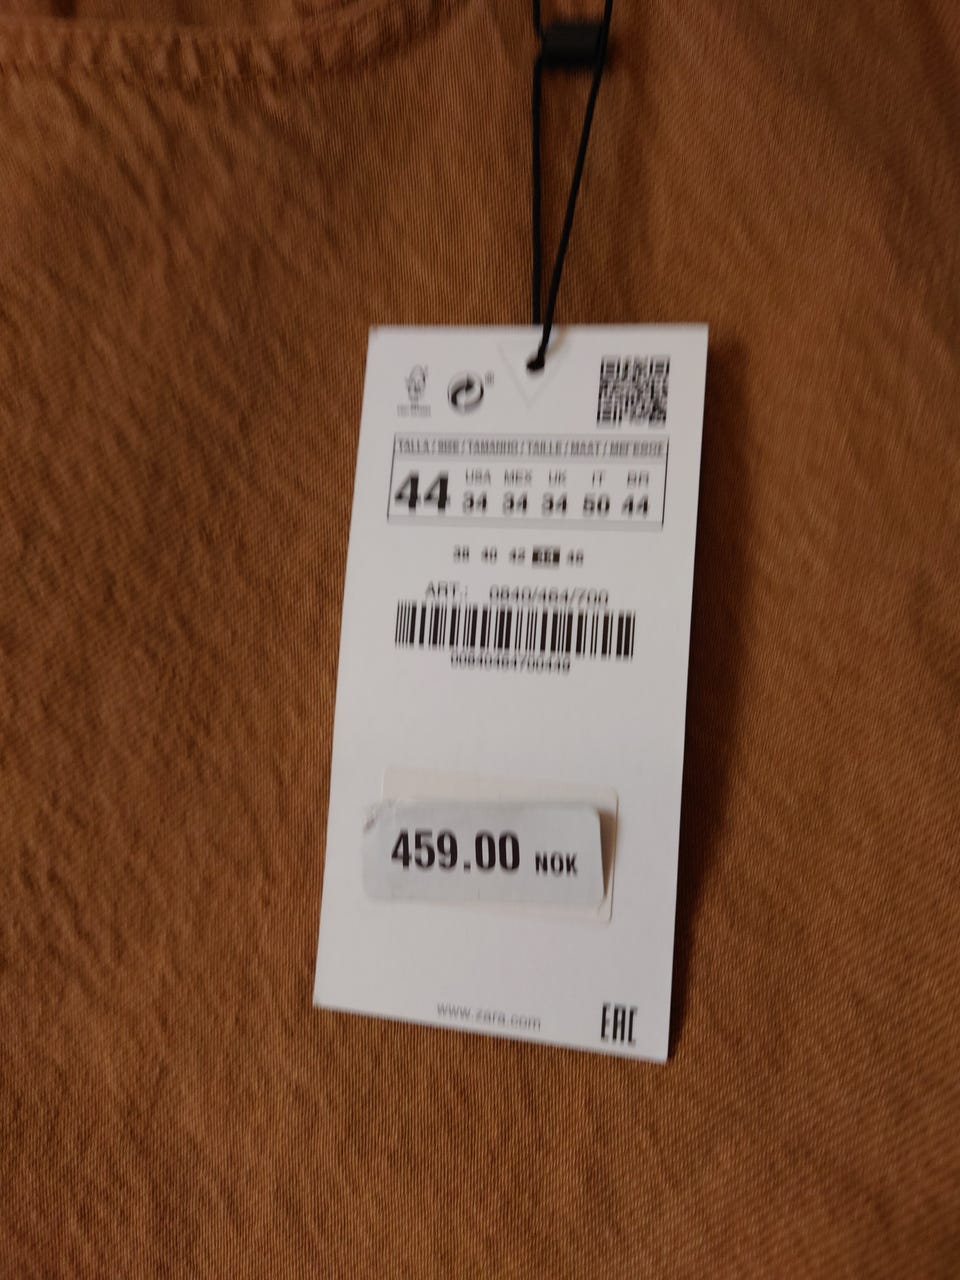 TALLA / SIZE / TAMANHO / TAILLE / MAAT /
44
USA MEX UK IT BR
34 34 34 50 44
38 40 42 44 46
ART.: 0840/464/700
00840464700449
459.00 NOK
www.zara.com
EAC